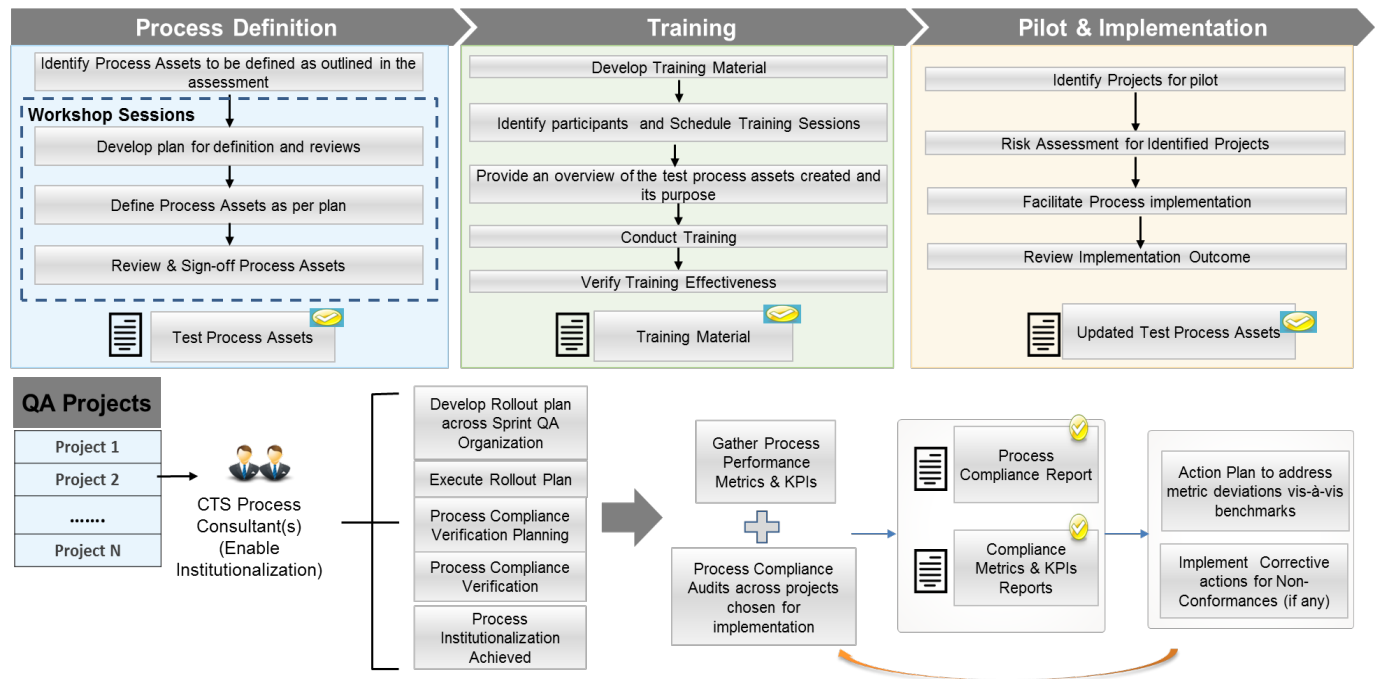 Process Definition
Training
Pilot & Implementation
Identify Process Assets to be defined as outlined in the
assessment
Workshop Sessions
Develop plan for definition and reviews
Define Process Assets as per plan
Review & Sign-off Process Assets
Test Process Assets
Develop Training Material
Identify participants and Schedule Training Sessions
Provide an overview of the test process assets created and
its purpose
Conduct Training
Verify Training Effectiveness
Training Material
Identify Projects for pilot
Risk Assessment for Identified Projects
Facilitate Process implementation
Review Implementation Outcome
Updated Test Process Assets
QA Projects
Project 1
Project 2
.......
Project N
CTS Process
Consultant(s)
(Enable
Institutionalization)
Develop Rollout plan
across Sprint QA
Organization
Execute Rollout Plan
Process Compliance
Verification Planning
Process Compliance
Verification
Process
Institutionalization
Achieved
Gather Process
Performance
Metrics & KPIs
Process Compliance
Audits across projects
chosen for
implementation
Process
Compliance Report
Compliance
Metrics & KPIs
Reports
Action Plan to address
metric deviations vis-à-vis
benchmarks
Implement Corrective
actions for Non-
Conformances (if any)